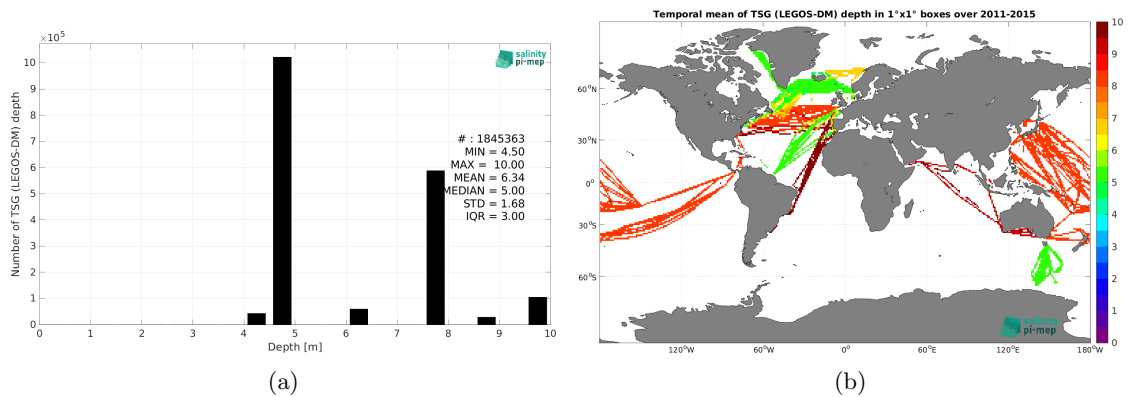 ×10⁵
salinity
pi-mep
10
9
8
7
6
5
4
3
2
1
0
Number of TSG (LEGOS-DM) depth
# : 1845363
MIN = 4.50
MAX = 10.00
MEAN = 6.34
MEDIAN = 5.00
STD = 1.68
IQR = 3.00
0 1 2 3 4 5 6 7 8 9 10
Depth [m]
(a)
Temporal mean of TSG (LEGOS-DM) depth in 1°x1° boxes over 2011-2015
60°N
30°N
0°
30°S
60°S
120°W 60°W 0° 60°E 120°E 180°W
salinity
pi-mep
10
9
8
7
6
5
4
3
2
1
0
(b)